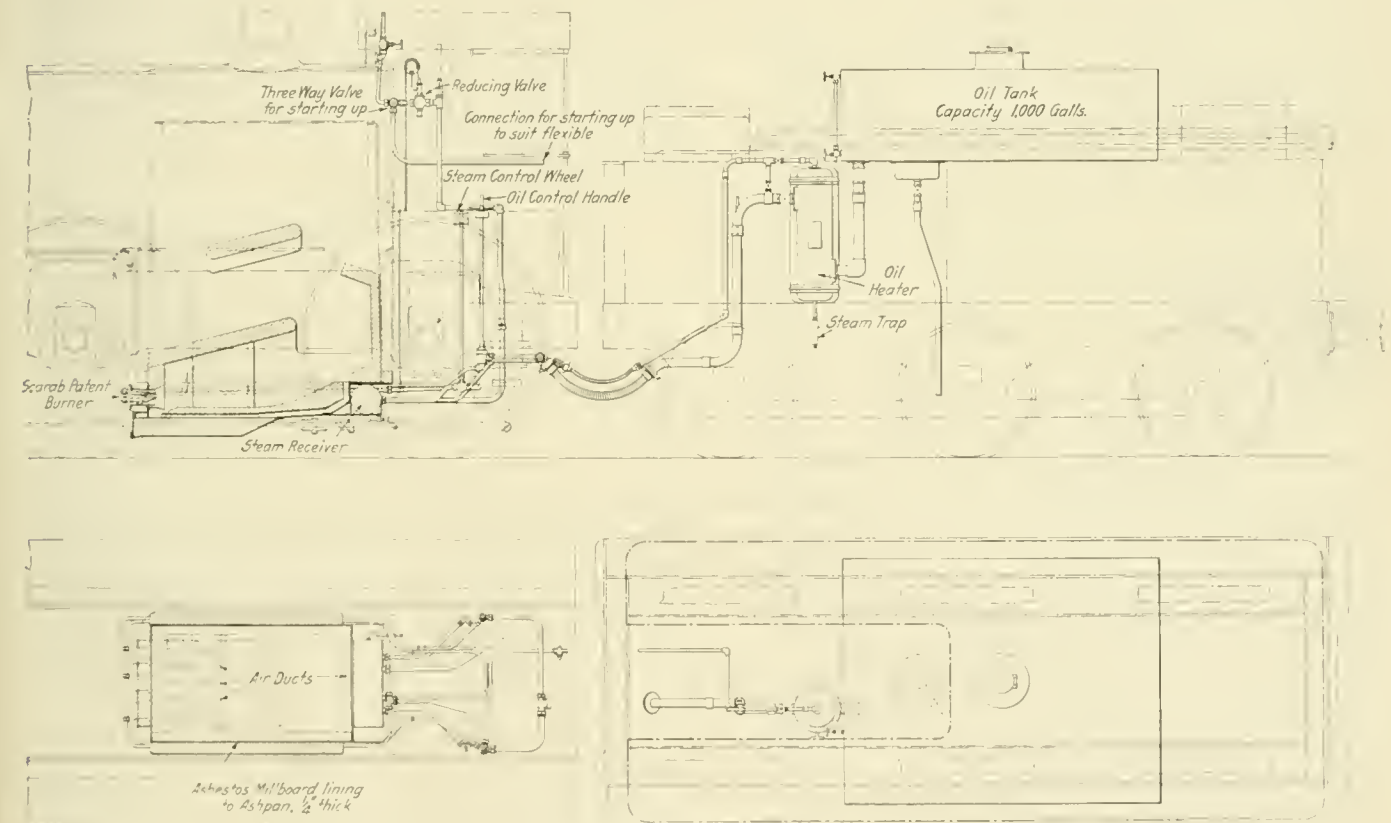 Three Way Valve
for starting up
Reducing Valve
Connection for starting up
to suit flexible
Steam Control Wheel
Oil Control Handle
Oil Tank
Capacity 1,000 Galls.
Oil
Heater
Steam Trap
Scarab Patent
Burner
Steam Receiver
Air Ducts
Asbestos Millboard lining
to Ashpan, ¼" thick